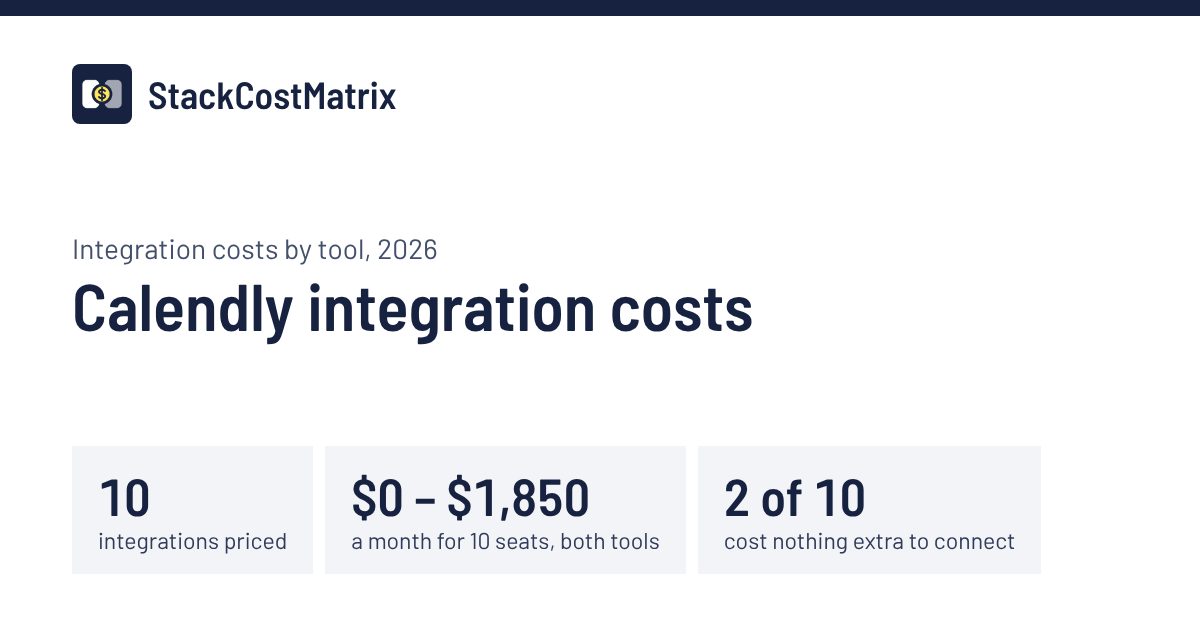 $
StackCostMatrix
Integration costs by tool, 2026
Calendly integration costs
10
integrations priced
$0 – $1,850
a month for 10 seats, both tools
2 of 10
cost nothing extra to connect